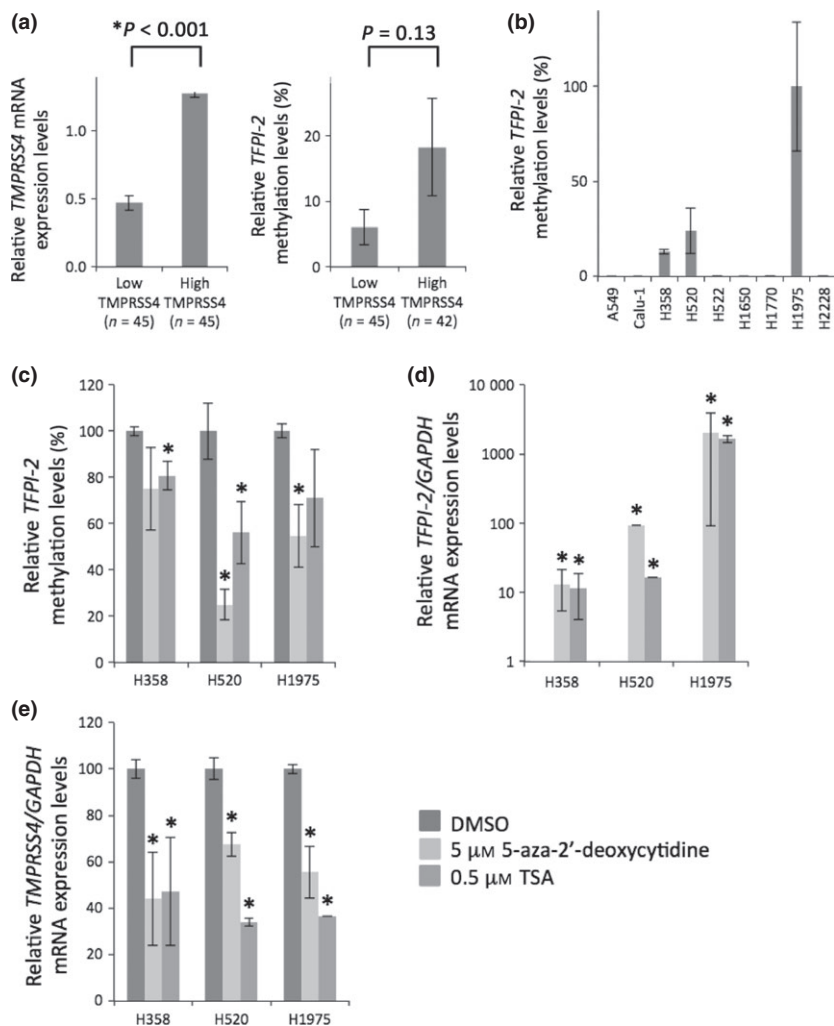 (a)
*P < 0.001
Relative TMPRSS4 mRNA
expression levels
1.0
0.5
0.0
Low
TMPRSS4
(n = 45)
High
TMPRSS4
(n = 45)
P = 0.13
Relative TFPI-2
methylation levels (%)
20
10
0
Low
TMPRSS4
(n = 45)
High
TMPRSS4
(n = 42)
(b)
Relative TFPI-2
methylation levels (%)
100
50
0
A549
Calu-1
H358
H520
H522
H1650
H1770
H1975
H2228
(c)
Relative TFPI-2
methylation levels (%)
120
100
80
60
40
20
0
*
*
*
*
H358
H520
H1975
(d)
Relative TFPI-2/GAPDH
mRNA expression levels
10 000
1000
100
10
1
* *
*
*
*
*
H358
H520
H1975
(e)
Relative TMPRSS4/GAPDH
mRNA expression levels
120
100
80
60
40
20
0
* *
*
*
*
*
H358
H520
H1975
DMSO
5 μM 5-aza-2′-deoxycytidine
0.5 μM TSA